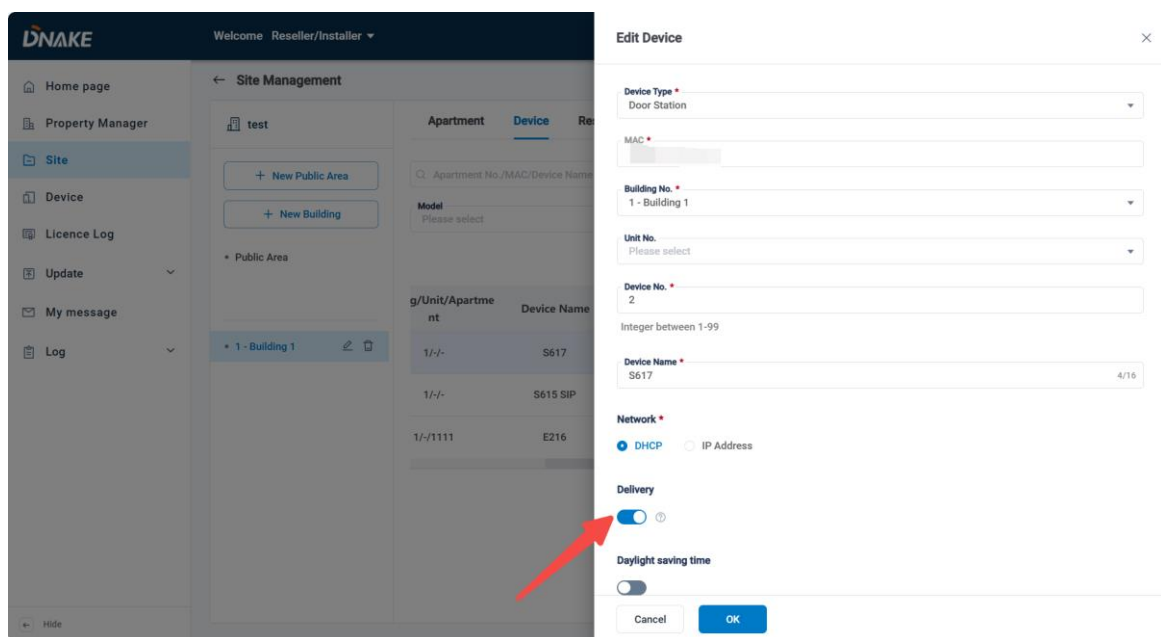 DNAKE
Welcome Reseller/Installer
Home page
Property Manager
Site
Device
Licence Log
Update
My message
Log
Hide
← Site Management
test
+ New Public Area
+ New Building
• Public Area
• 1 - Building 1
Apartment Device Re
Apartment No./MAC/Device Name
Model
Please select
g/Unit/Apartme
nt
Device Name
1/-/- S617
1/-/- S615 SIP
1/-/1111 E216
Edit Device
Device Type *
Door Station
MAC *
Building No. *
1 - Building 1
Unit No.
Please select
Device No. *
2
Integer between 1-99
Device Name *
S617 4/16
Network *
DHCP IP Address
Delivery
Daylight saving time
Cancel OK